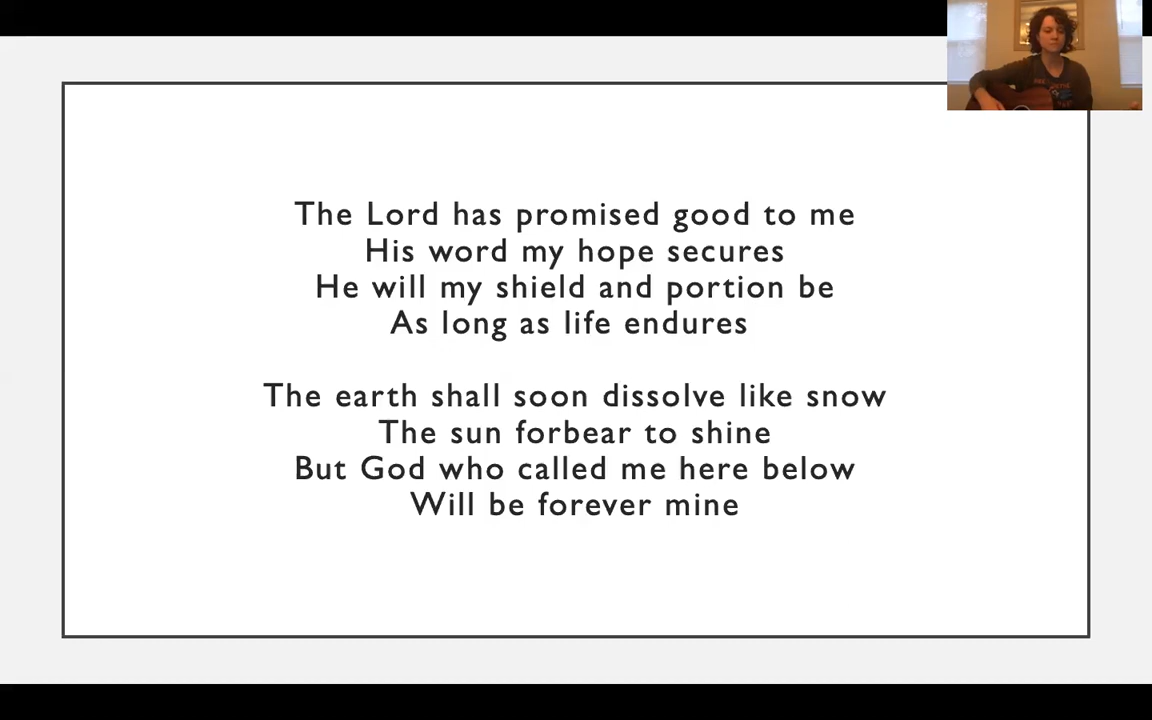 The Lord has promised good to me
His word my hope secures
He will my shield and portion be
As long as life endures
The earth shall soon dissolve like snow
The sun forbear to shine
But God who called me here below
Will be forever mine